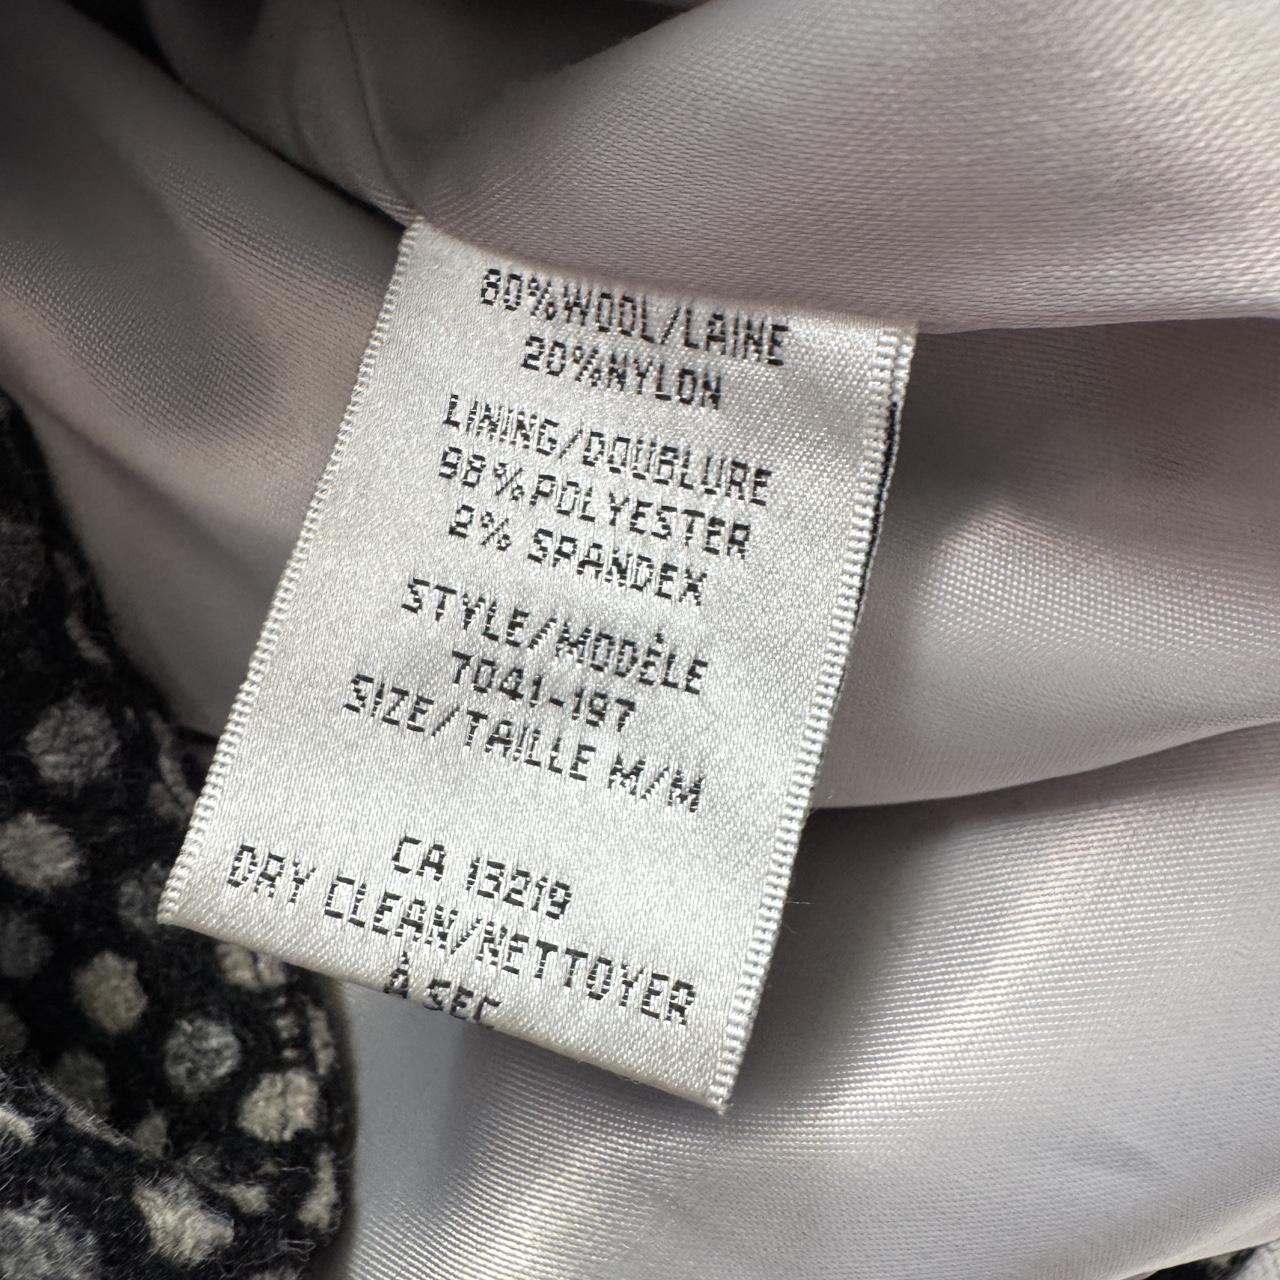 80%WOOL/LAINE
20%NYLON
LINING/DOUBLURE
98%POLYESTER
2% SPANDEX
STYLE/MODÈLE
7041-197
SIZE/TAILLE M/M
CA 15219
DRY CLEAN/NETTOYER
À SEC